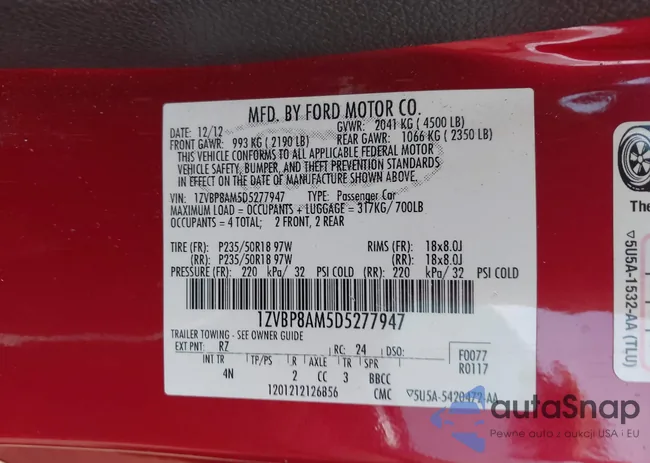 MFD. BY FORD MOTOR CO.
DATE: 12/12 GVWR: 2041 KG ( 4500 LB)
FRONT GAWR: 993 KG ( 2190 LB) REAR GAWR: 1066 KG ( 2350 LB)
THIS VEHICLE CONFORMS TO ALL APPLICABLE FEDERAL MOTOR
VEHICLE SAFETY, BUMPER, AND THEFT PREVENTION STANDARDS
IN EFFECT ON THE DATE OF MANUFACTURE SHOWN ABOVE.
VIN: 1ZVBP8AM5D5277947 TYPE: Passenger Car
MAXIMUM LOAD = OCCUPANTS + LUGGAGE = 317KG/ 700LB
OCCUPANTS = 4 TOTAL; 2 FRONT, 2 REAR
TIRE (FR): P235/50R18 97W RIMS (FR): 18x8.0J
(RR): P235/50R18 97W (RR): 18x8.0J
PRESSURE (FR): 220 kPa/ 32 PSI COLD (RR): 220 kPa/ 32 PSI COLD
1ZVBP8AM5D5277947
TRAILER TOWING - SEE OWNER GUIDE
EXT PNT: RZ RC: 24 DSO: F0077
INT TR TP/PS R AXLE TR SPR R0117
4N 2 CC 3 BBCC
1201212126856 CMC ▽5U5A-5420472-AA
The
▽5U5A-1532-AA (TLU)
autoSnap
Pewne auto z aukcji USA i EU